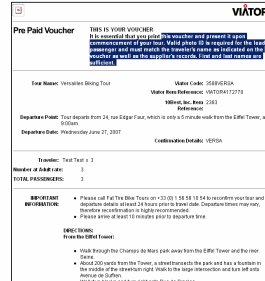 VIATOR
Pre Paid Voucher
THIS IS YOUR VOUCHER
It is essential that you print this voucher and present it upon
commencement of your tour. Valid photo ID is required for the lead
passenger and must match the traveler's name as indicated on the
voucher as well as the supplier's records. First and last names are
sufficient.
Tour Name: Versailles Biking Tour
Viator Code: 3588VERSA
Viator Item Reference: VIATOR4172778
10Best, Inc. Item 2383
Reference:
Departure Point: Tour departs from 24, rue Edgar Faur, which is only a 5 minute walk from the Eiffel Tower, a
9:00am.
Departure Date: Wednesday June 27, 2007
Confirmation Details: VERSA
Traveler: Test Test x 3
Number at Adult rate: 3
TOTAL PASSENGERS: 3
IMPORTANT
INFORMATION:
• Please call Fat Tire Bike Tours on +33 (0) 1 56 58 10 54 to reconfirm your tour and
departure details at least 24 hours prior to travel date. Departure times may vary,
therefore reconfirmation is highly recommended.
• Please arrive at least 10 minutes prior to departure time.
DIRECTIONS:
From the Eiffel Tower:
• Walk through the Champs de Mars park away from the Eiffel Tower and the river
Seine.
• About 200 yards from the Tower, a street transects the park and has a fountain in
the middle of the street-turn right. Walk to the large intersection and turn left onto
Avenue de Suffren.